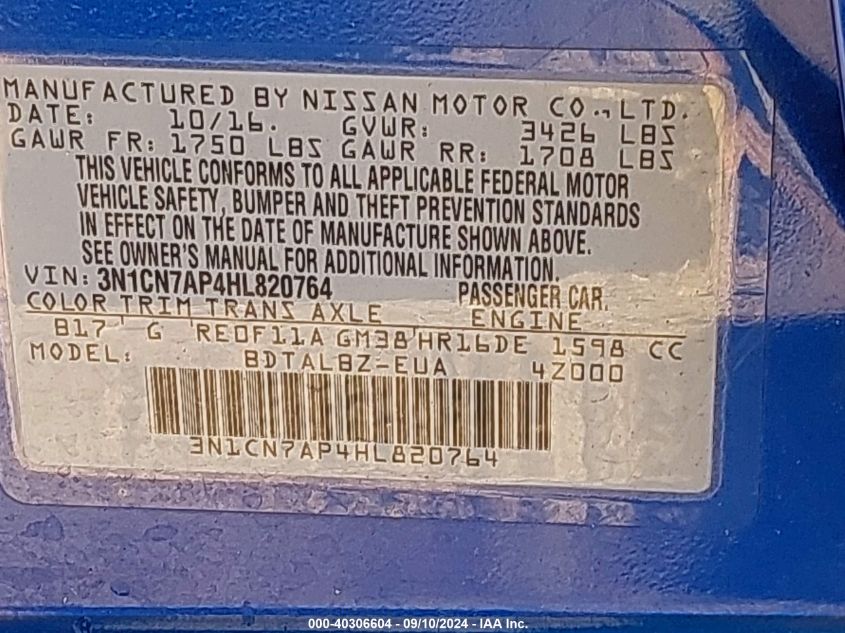 MANUFACTURED BY NISSAN MOTOR CO., LTD.
DATE: 10/16. GVWR: 3426 LBS
GAWR FR: 1750 LBS GAWR RR: 1708 LBS
THIS VEHICLE CONFORMS TO ALL APPLICABLE FEDERAL MOTOR
VEHICLE SAFETY, BUMPER AND THEFT PREVENTION STANDARDS
IN EFFECT ON THE DATE OF MANUFACTURE SHOWN ABOVE.
SEE OWNER'S MANUAL FOR ADDITIONAL INFORMATION.
VIN: 3N1CN7AP4HL820764 PASSENGER CAR.
COLOR TRIM TRANS AXLE ENGINE
B17 G RE0F11A GM38 HR16DE 1598 CC
MODEL: BDTALBZ-EUA 4Z000
3N1CN7AP4HL820764
000-40306604 - 09/10/2024 - IAA Inc.